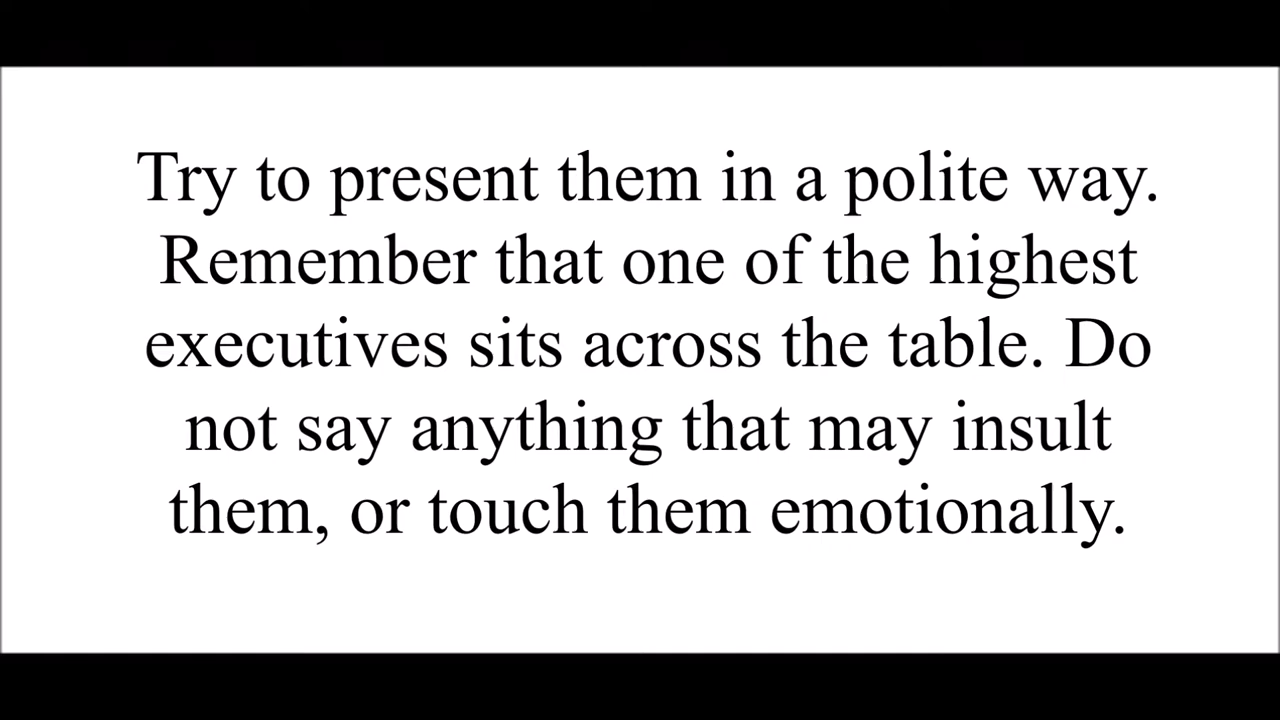 Try to present them in a polite way.
Remember that one of the highest
executives sits across the table. Do
not say anything that may insult
them, or touch them emotionally.